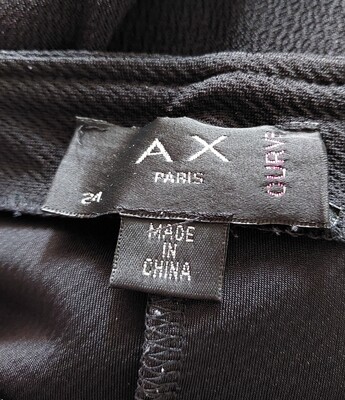 AX
PARIS
CURVE
24
MADE
IN
CHINA